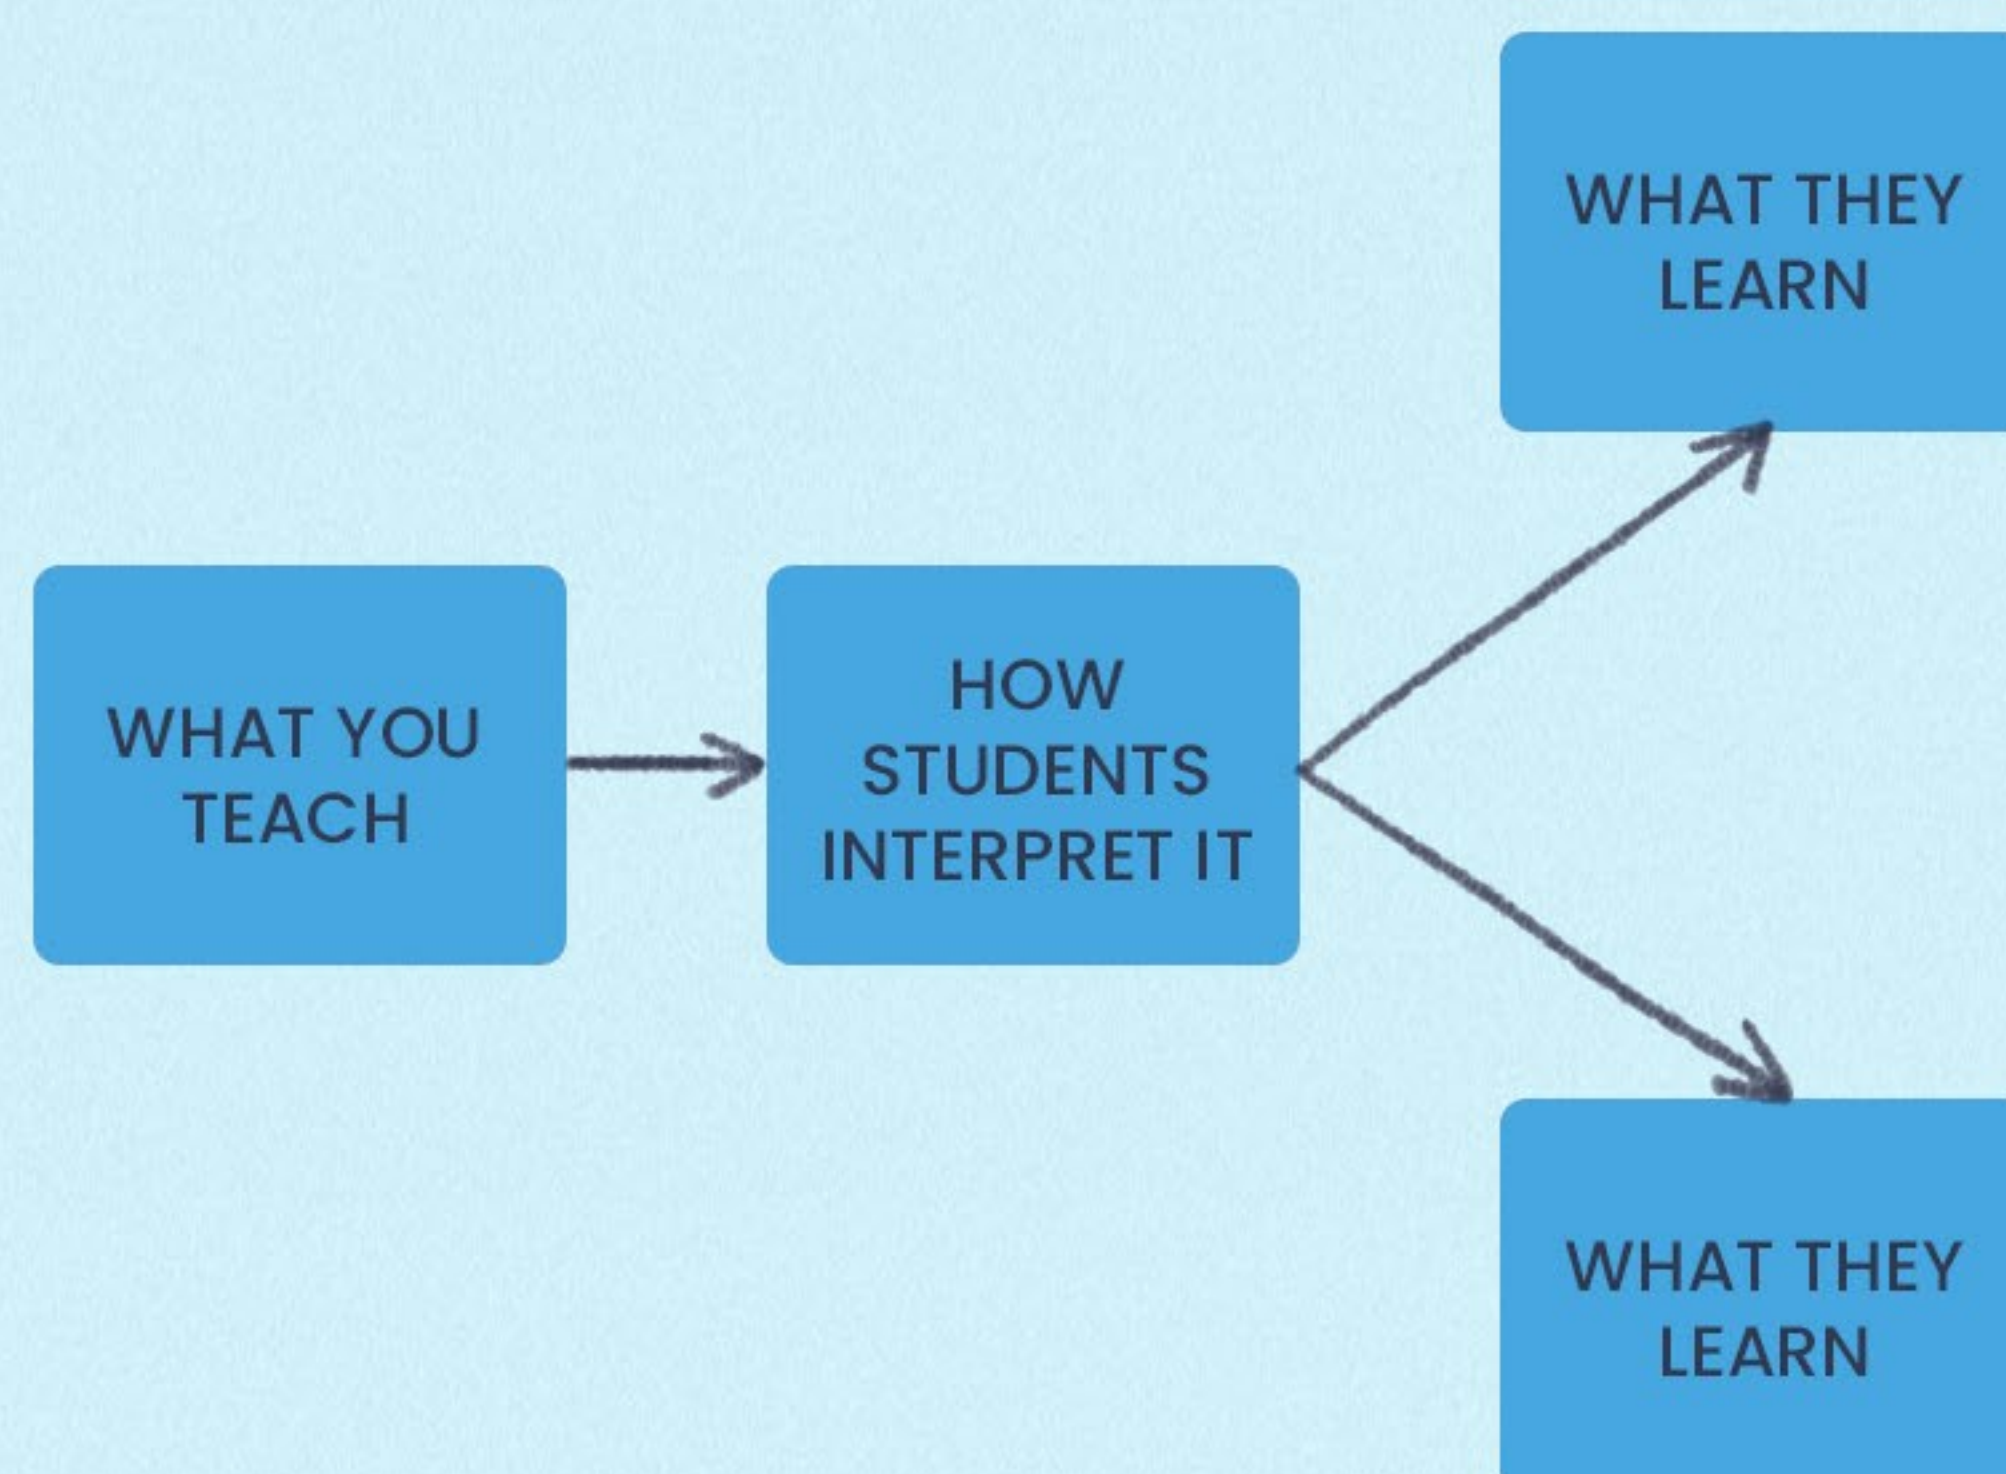 WHAT YOU
TEACH
HOW
STUDENTS
INTERPRET IT
WHAT THEY
LEARN
WHAT THEY
LEARN